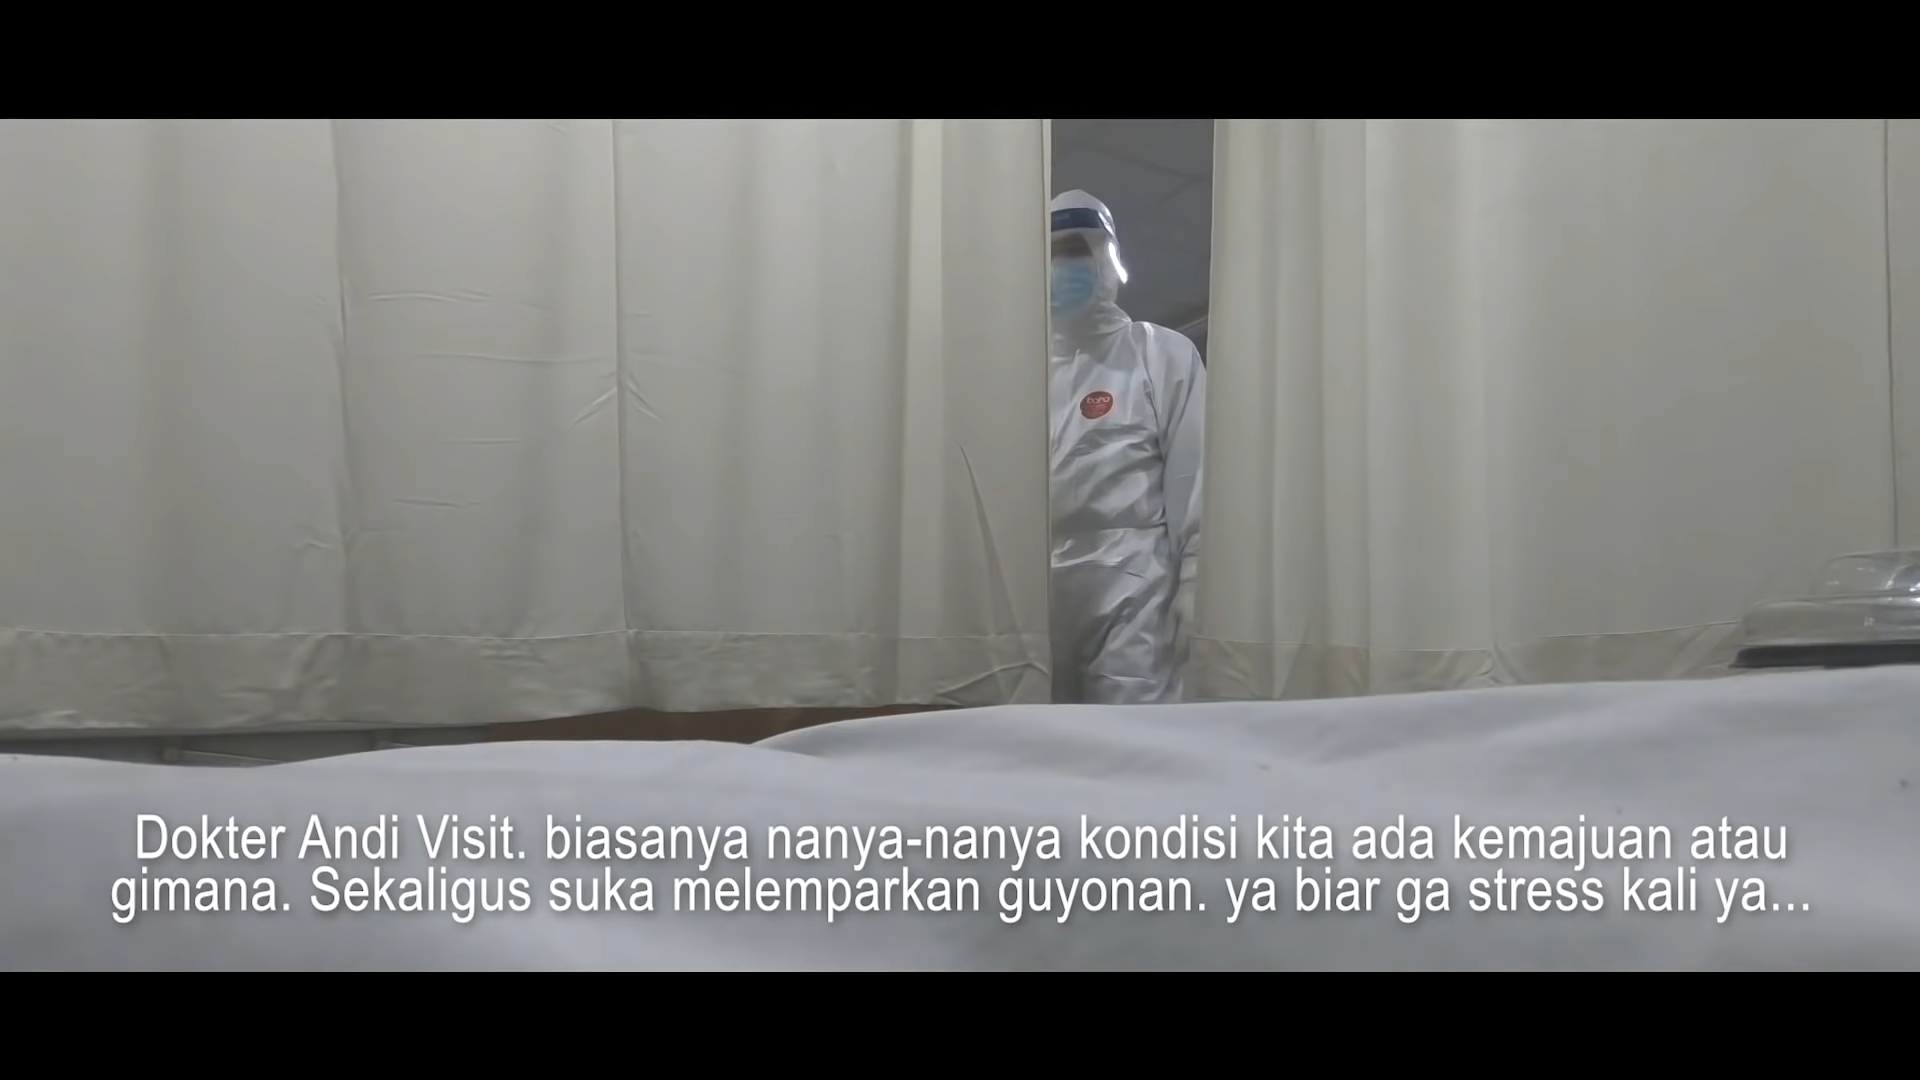 Dokter Andi Visit. biasanya nanya-nanya kondisi kita ada kemajuan atau
gimana. Sekaligus suka melemparkan guyonan. ya biar ga stress kali ya...